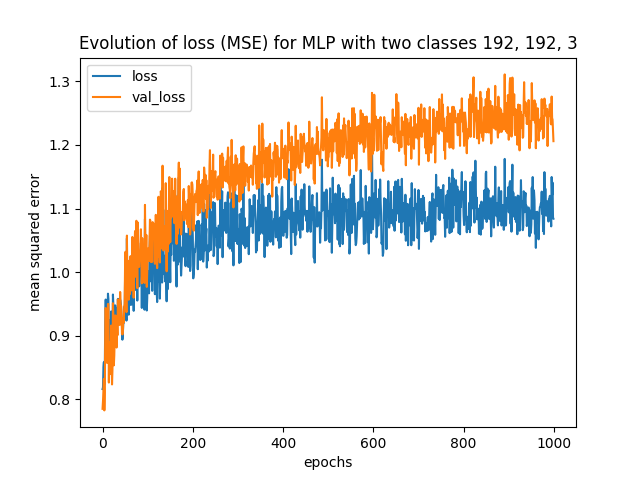 Evolution of loss (MSE) for MLP with two classes 192, 192, 3
loss
val_loss
1.3
1.2
1.1
1.0
0.9
0.8
mean squared error
0 200 400 600 800 1000
epochs